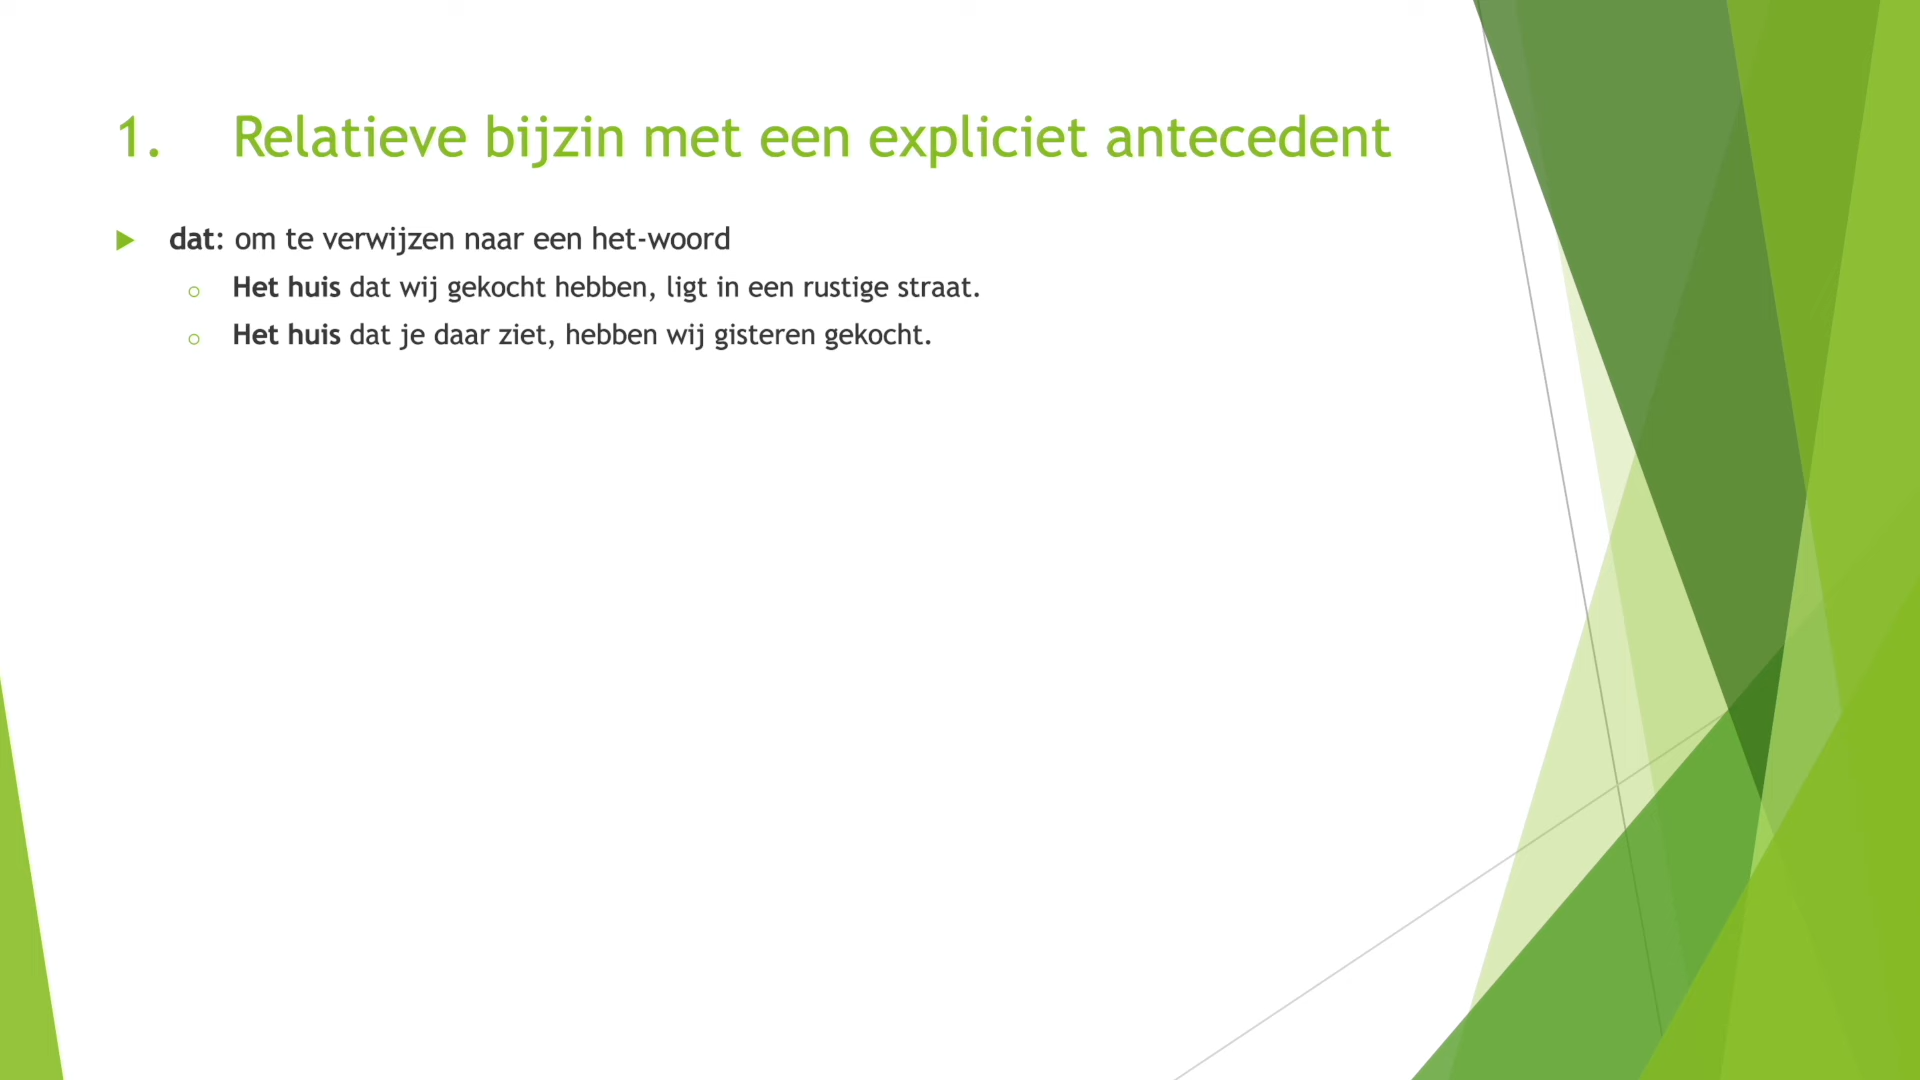 1. Relatieve bijzin met een expliciet antecedent
dat: om te verwijzen naar een het-woord
Het huis dat wij gekocht hebben, ligt in een rustige straat.
Het huis dat je daar ziet, hebben wij gisteren gekocht.